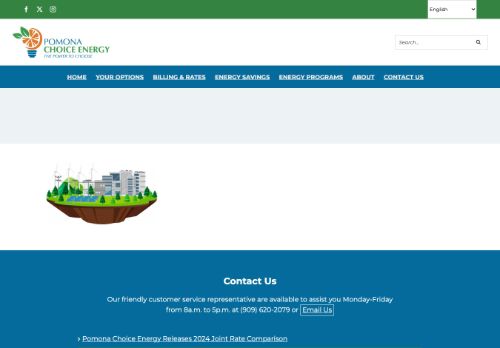 English
POMONA
CHOICE ENERGY
THE POWER TO CHOOSE
Search...
HOME YOUR OPTIONS BILLING & RATES ENERGY SAVINGS ENERGY PROGRAMS ABOUT CONTACT US
Contact Us
Our friendly customer service representative are available to assist you Monday-Friday
from 8a.m. to 5p.m. at (909) 620-2079 or Email Us
Pomona Choice Energy Releases 2024 Joint Rate Comparison